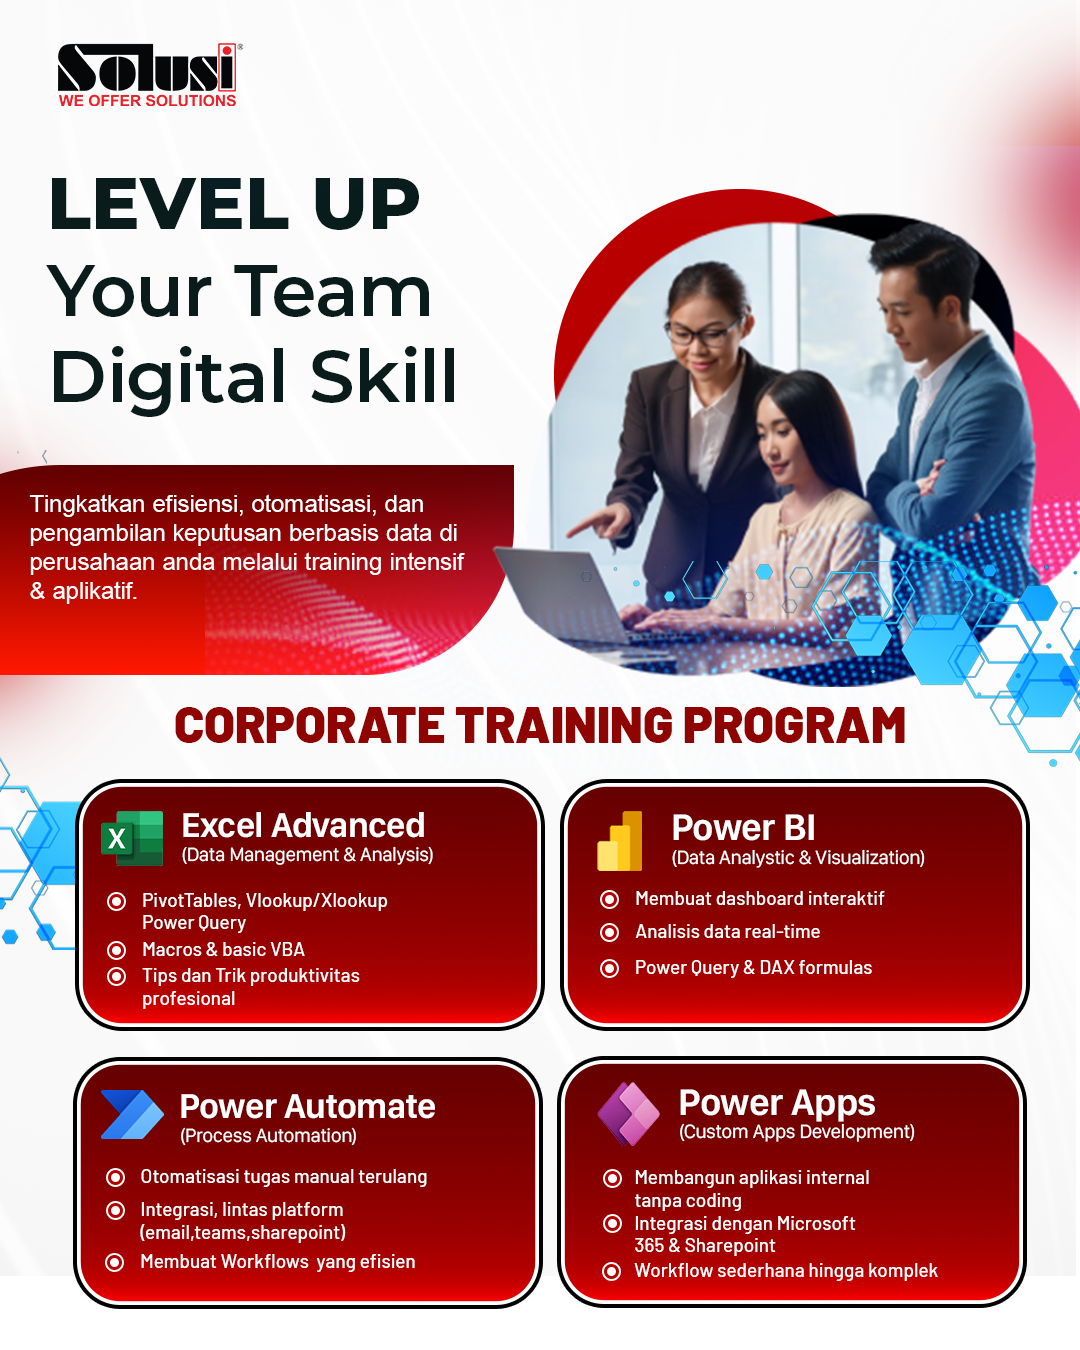 Solusi®
WE OFFER SOLUTIONS
LEVEL UP
Your Team
Digital Skill
Tingkatkan efisiensi, otomatisasi, dan
pengambilan keputusan berbasis data di
perusahaan anda melalui training intensif
& aplikatif.
CORPORATE TRAINING PROGRAM
X
Excel Advanced
(Data Management & Analysis)
PivotTables, Vlookup/Xlookup
Power Query
Macros & basic VBA
Tips dan Trik produktivitas
profesional
Power BI
(Data Analystic & Visualization)
Membuat dashboard interaktif
Analisis data real-time
Power Query & DAX formulas
Power Automate
(Process Automation)
Otomatisasi tugas manual terulang
Integrasi, lintas platform
(email,teams,sharepoint)
Membuat Workflows yang efisien
Power Apps
(Custom Apps Development)
Membangun aplikasi internal
tanpa coding
Integrasi dengan Microsoft
365 & Sharepoint
Workflow sederhana hingga komplek